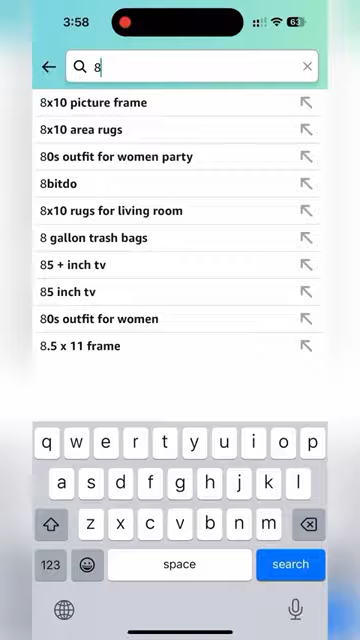 3:58
63
8
8x10 picture frame
8x10 area rugs
80s outfit for women party
8bitdo
8x10 rugs for living room
8 gallon trash bags
85 + inch tv
85 inch tv
80s outfit for women
8.5 x 11 frame
q w e r t y u i o p
a s d f g h j k l
z x c v b n m
123 space search